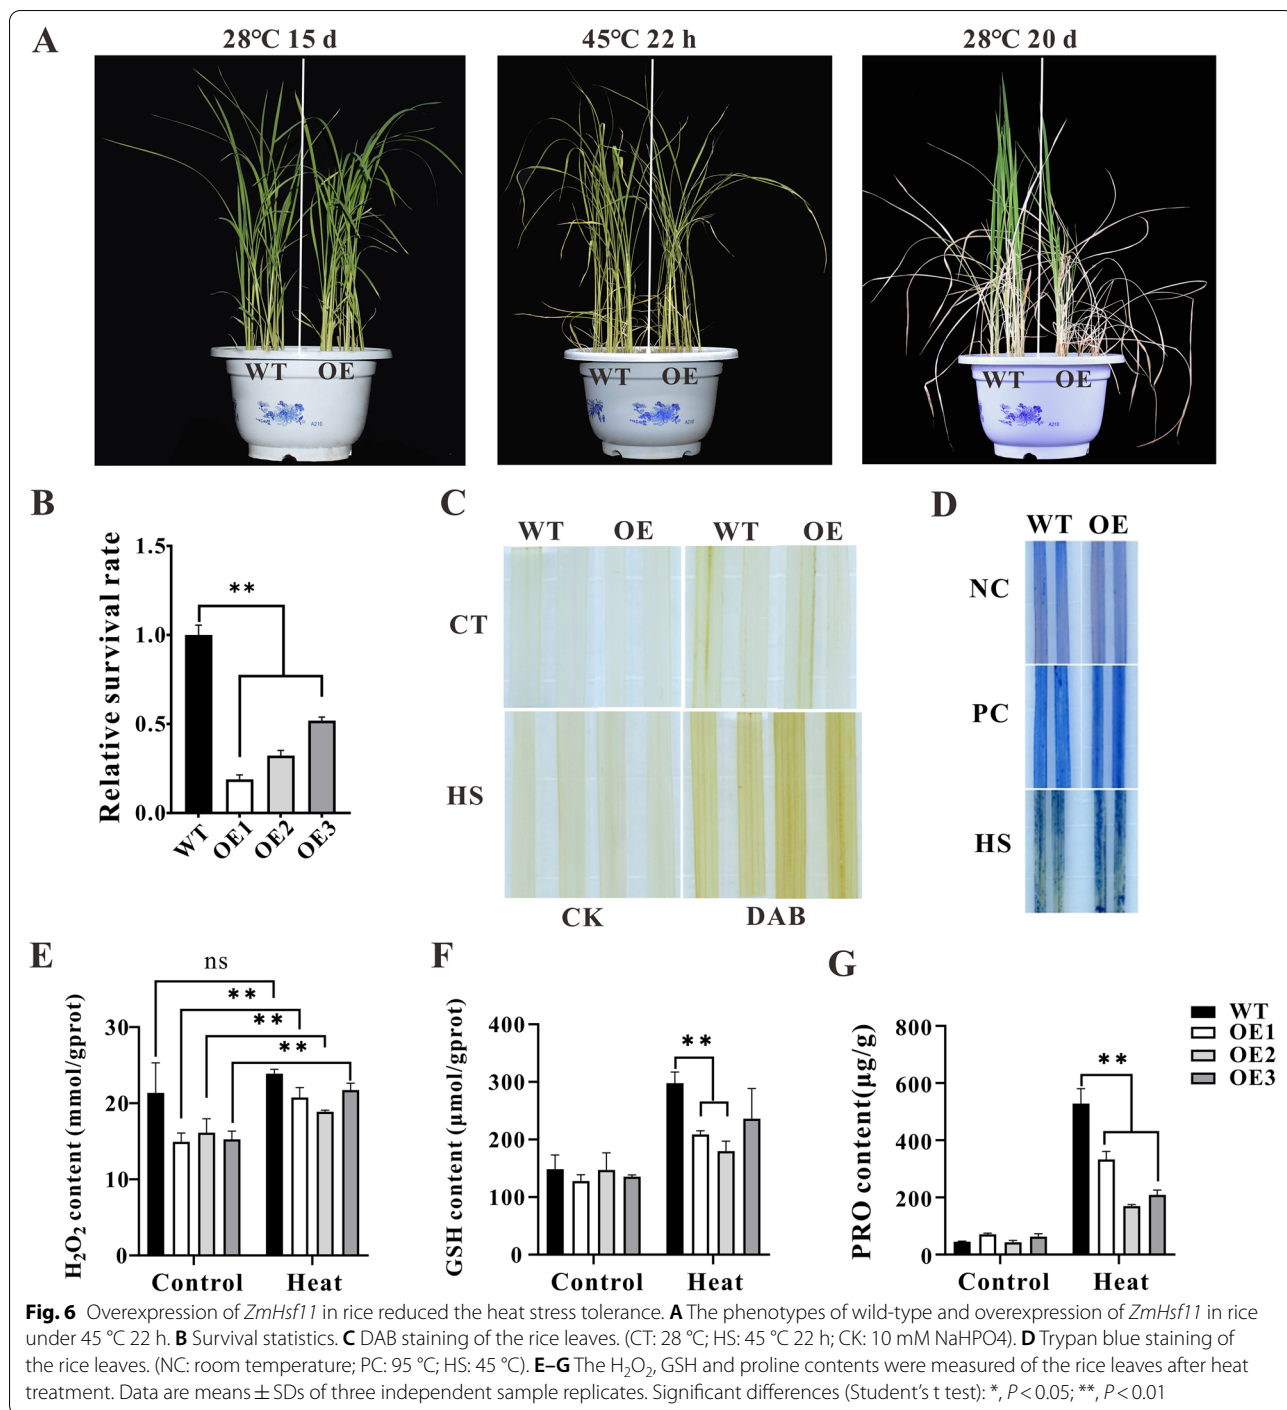 A
28°C 15 d
45°C 22 h
28°C 20 d
WT OE
A210
WT OE
A210
WT OE
A210
B
Relative survival rate
1.5
1.0
0.5
0.0
**
WT
OE1
OE2
OE3
C
WT OE WT OE
CT
HS
CK DAB
D
WT OE
NC
PC
HS
E
H₂O₂ content (mmol/gprot)
30
20
10
0
ns
**
**
**
Control Heat
F
GSH content (μmol/gprot)
400
300
200
100
0
**
Control Heat
G
PRO content(μg/g)
800
600
400
200
0
**
Control Heat
WT
OE1
OE2
OE3
Fig. 6 Overexpression of ZmHsf11 in rice reduced the heat stress tolerance. A The phenotypes of wild-type and overexpression of ZmHsf11 in rice
under 45 °C 22 h. B Survival statistics. C DAB staining of the rice leaves. (CT: 28 °C; HS: 45 °C 22 h; CK: 10 mM NaHPO4). D Trypan blue staining of
the rice leaves. (NC: room temperature; PC: 95 °C; HS: 45 °C). E–G The H₂O₂, GSH and proline contents were measured of the rice leaves after heat
treatment. Data are means ± SDs of three independent sample replicates. Significant differences (Student's t test): *, P < 0.05; **, P < 0.01